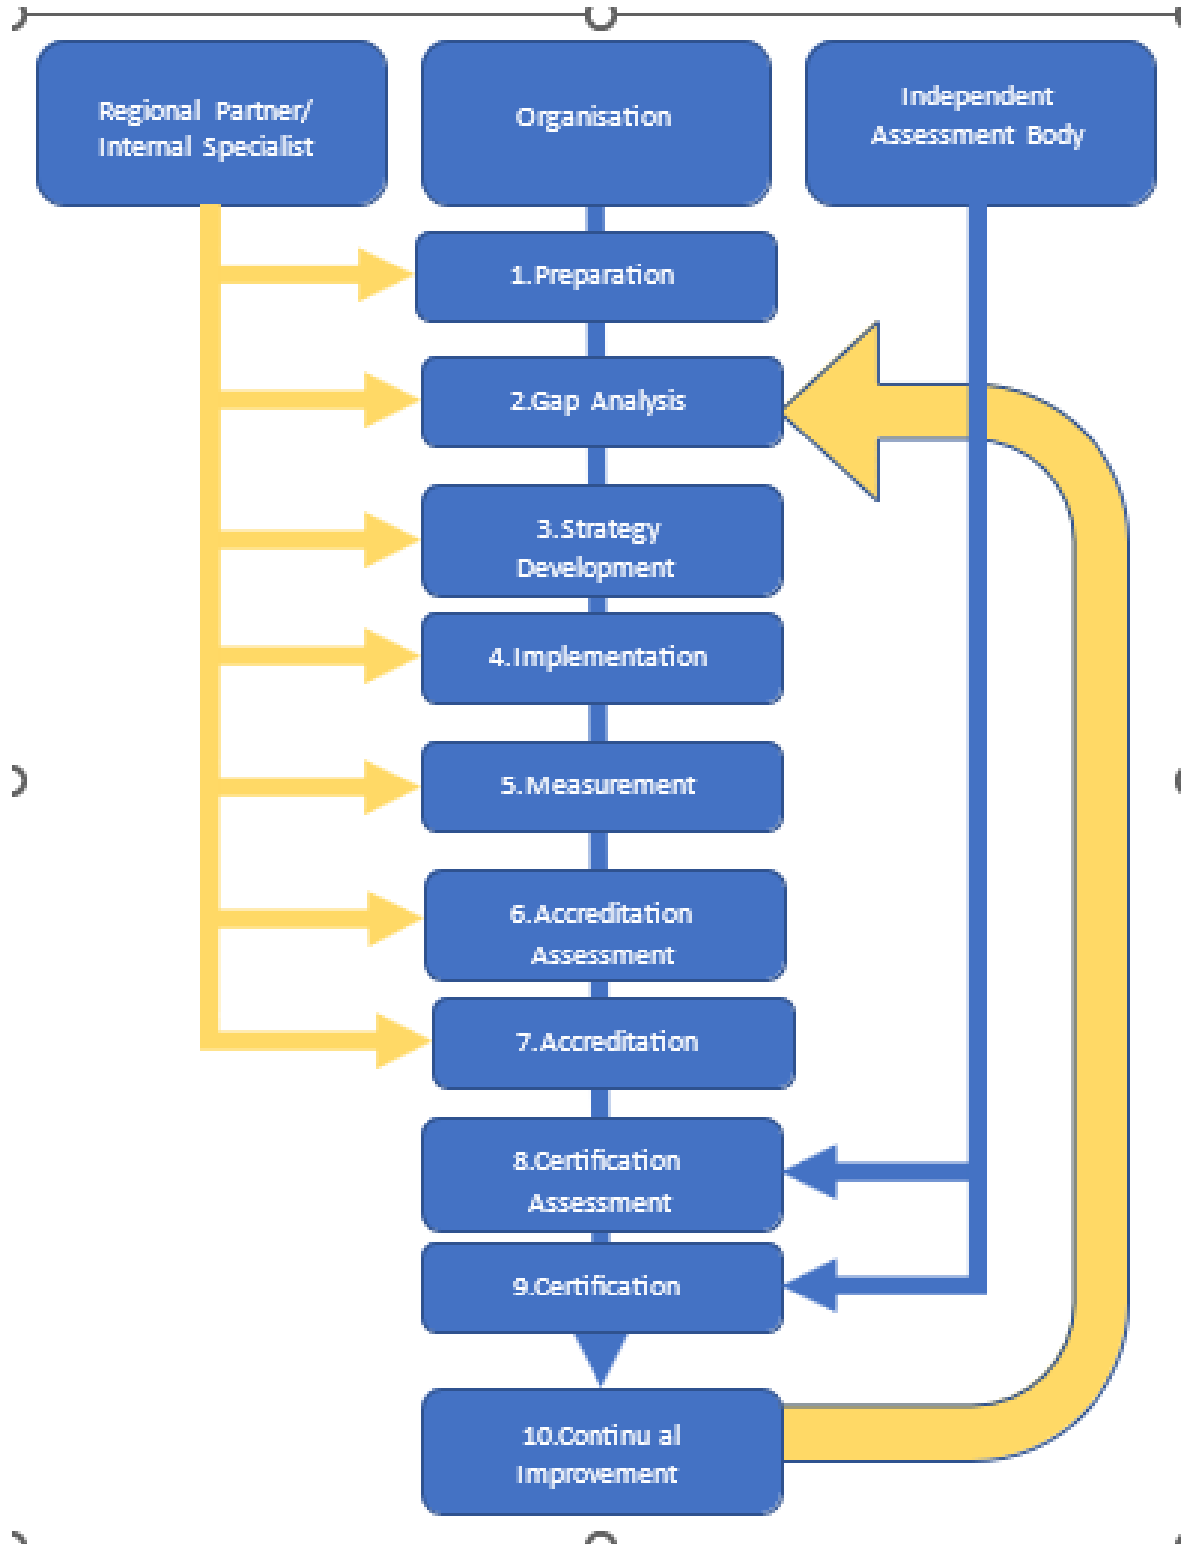 Regional Partner/
Internal Specialist
Organisation
Independent
Assessment Body
1.Preparation
2.Gap Analysis
3.Strategy
Development
4.Implementation
5.Measurement
6.Accreditation
Assessment
7.Accreditation
8.Certification
Assessment
9.Certification
10.Continu al
Improvement